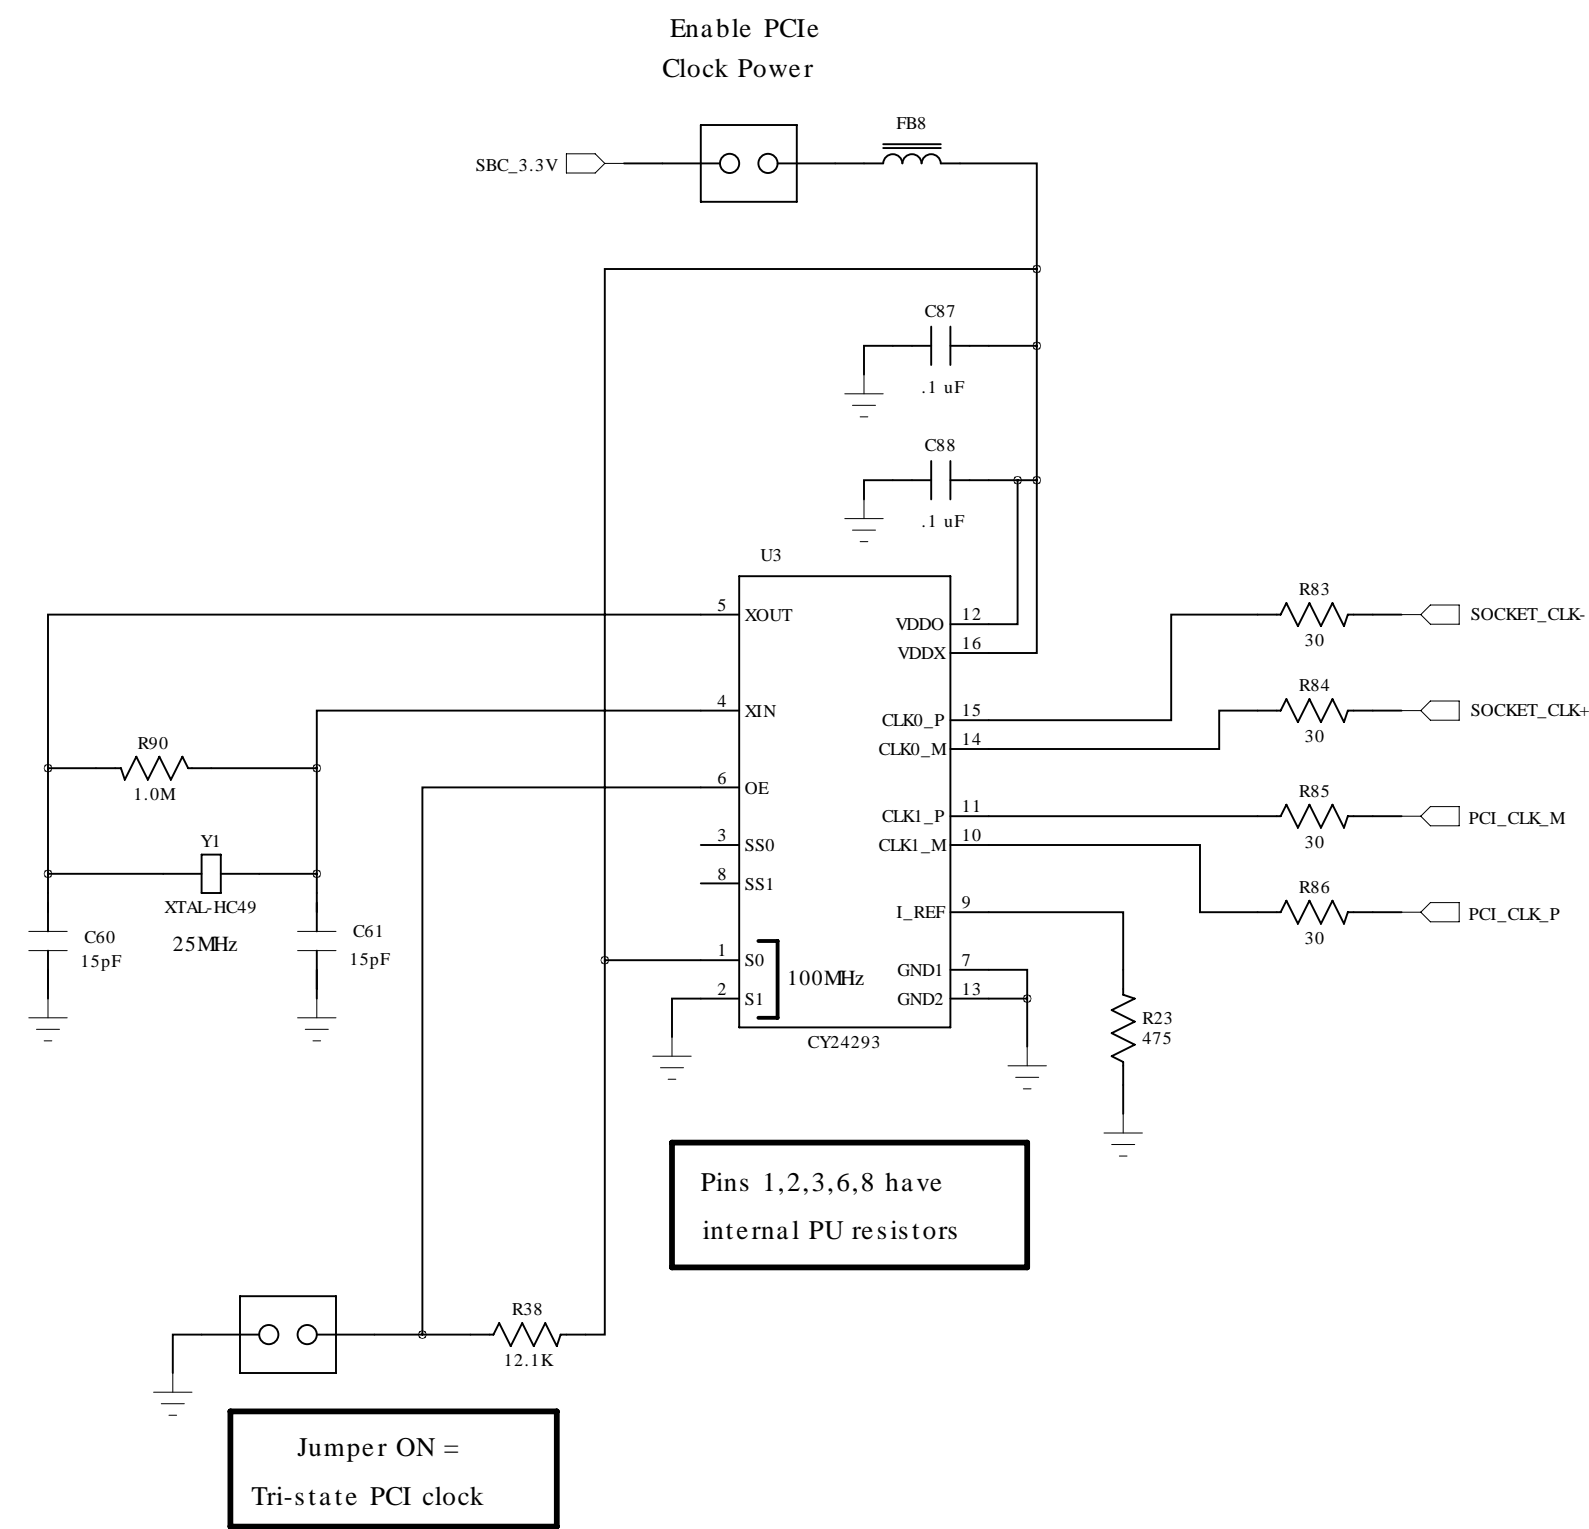 Enable PCIe
Clock Power
FB8
SBC_3.3V
C87
.1 uF
C88
.1 uF
U3
5
XOUT
4
XIN
6
OE
3
SS0
8
SS1
1
S0
2
S1
100MHz
VDDO
12
VDDX
16
CLK0_P
15
CLK0_M
14
CLK1_P
11
CLK1_M
10
I_REF
9
GND1
7
GND2
13
CY24293
R83
30
SOCKET_CLK-
R84
30
SOCKET_CLK+
R85
30
PCI_CLK_M
R86
30
PCI_CLK_P
R23
475
R90
1.0M
Y1
XTAL-HC49
25MHz
C60
15pF
C61
15pF
Pins 1,2,3,6,8 have
internal PU resistors
R38
12.1K
Jumper ON =
Tri-state PCI clock